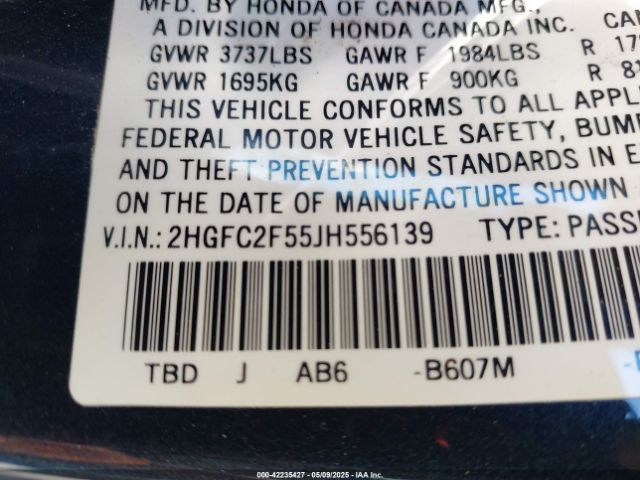 MFD. BY HONDA OF CANADA MFG.,
A DIVISION OF HONDA CANADA INC.
GVWR 3737LBS GAWR F 1984LBS R
GVWR 1695KG GAWR F 900KG R
THIS VEHICLE CONFORMS TO ALL
FEDERAL MOTOR VEHICLE SAFETY,
AND THEFT PREVENTION STANDARDS IN
ON THE DATE OF MANUFACTURE SHOWN
V.I.N.: 2HGFC2F55JH556139 TYPE:
TBD J AB6 -B607M
000-42235427 - 05/09/2025 - IAA Inc.